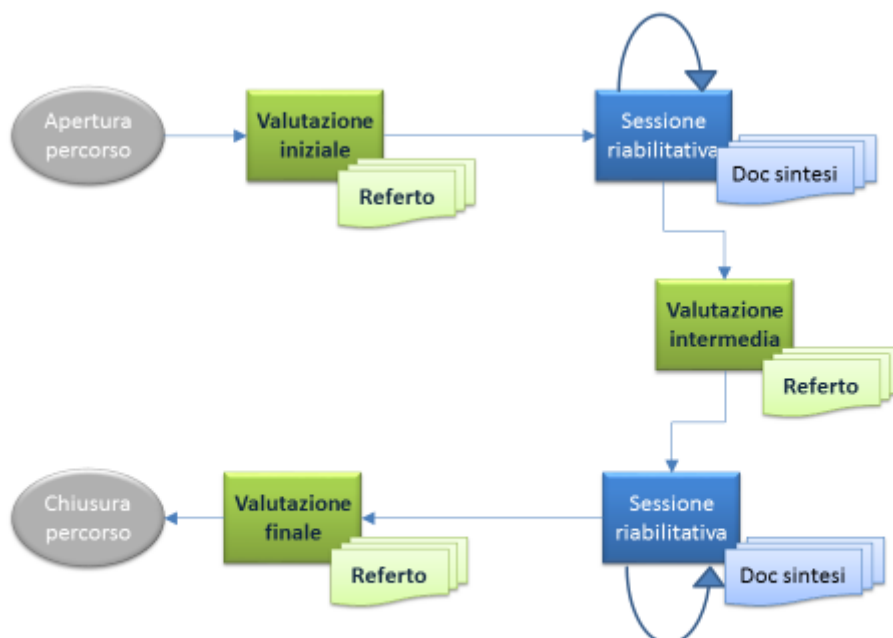 Apertura
percorso
Valutazione
iniziale
Referto
Sessione
riabilitativa
Doc sintesi
Valutazione
intermedia
Referto
Sessione
riabilitativa
Doc sintesi
Valutazione
finale
Referto
Chiusura
percorso